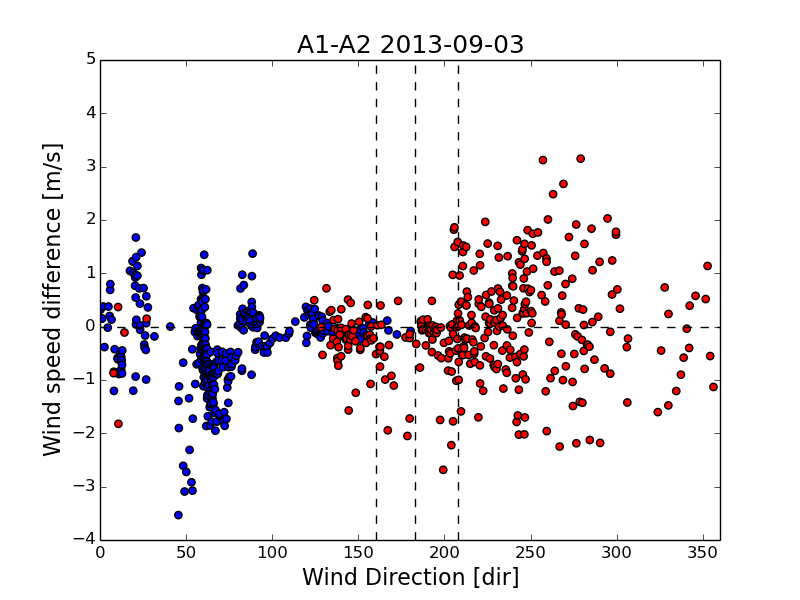 A1-A2 2013-09-03
5
4
3
2
1
0
−1
−2
−3
−4
Wind speed difference [m/s]
0 50 100 150 200 250 300 350
Wind Direction [dir]